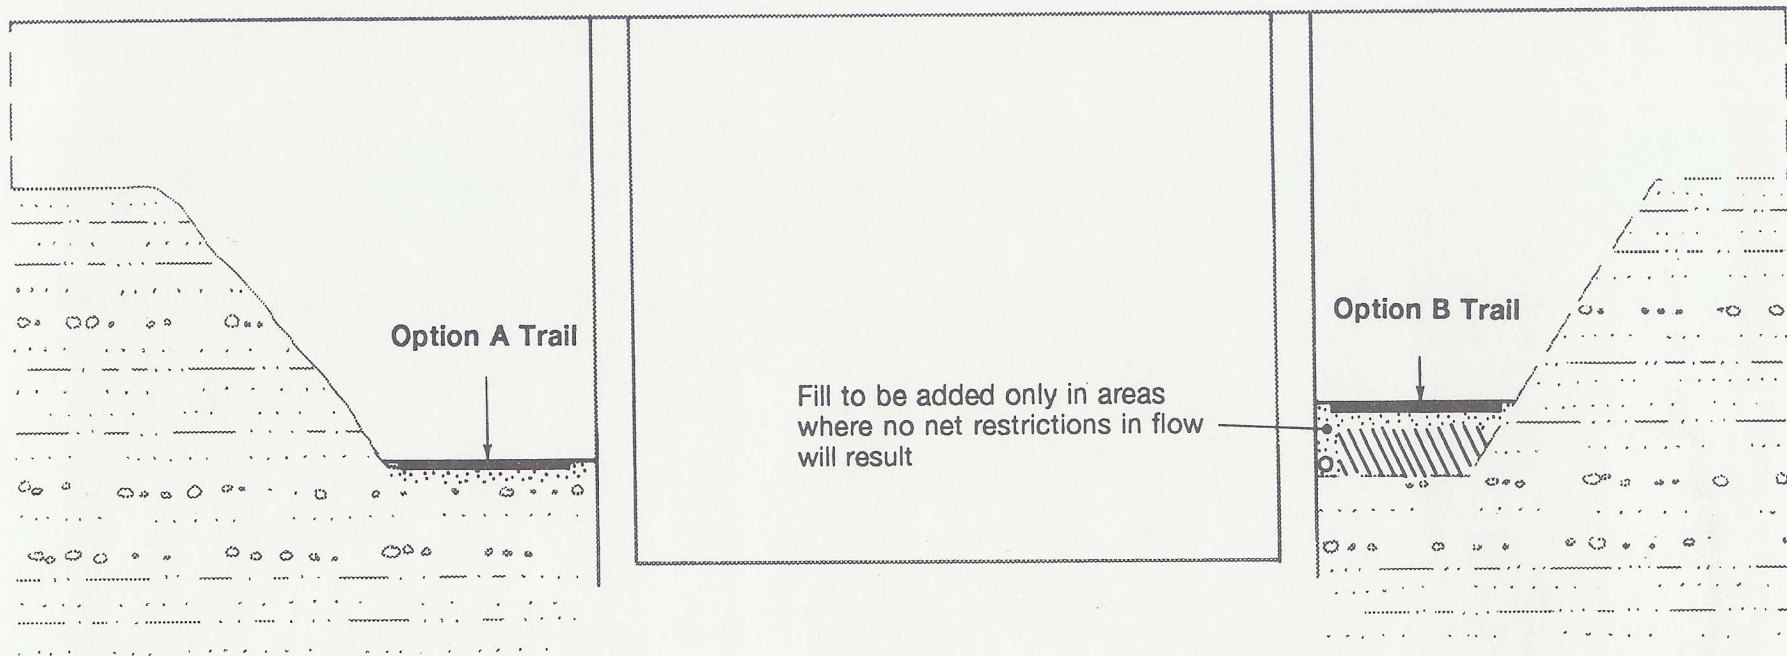 Option A Trail
Option B Trail
Fill to be added only in areas
where no net restrictions in flow
will result